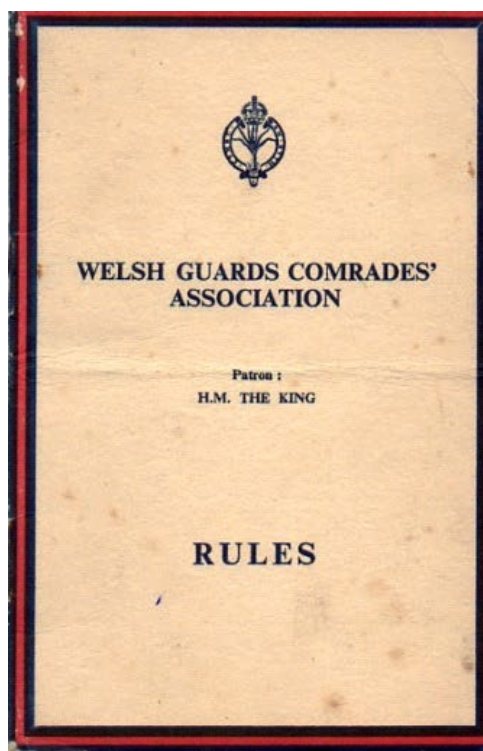 WELSH GUARDS COMRADES’
ASSOCIATION
Patron :
H.M. THE KING
RULES